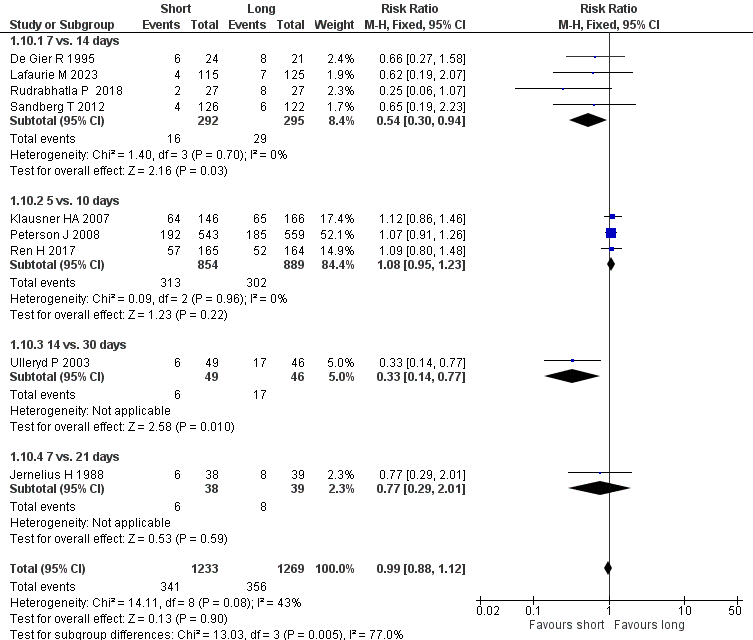 Short Long Risk Ratio Risk Ratio
Study or Subgroup Events Total Events Total Weight M-H, Fixed, 95% CI M-H, Fixed, 95% CI
1.10.1 7 vs. 14 days
De Gier R 1995 6 24 8 21 2.4% 0.66 [0.27, 1.58]
Lafaurie M 2023 4 115 7 125 1.9% 0.62 [0.19, 2.07]
Rudrabhatla P 2018 2 27 8 27 2.3% 0.25 [0.06, 1.07]
Sandberg T 2012 4 126 6 122 1.7% 0.65 [0.19, 2.23]
Subtotal (95% CI) 292 295 8.4% 0.54 [0.30, 0.94]
Total events 16 29
Heterogeneity: Chi² = 1.40, df = 3 (P = 0.70); I² = 0%
Test for overall effect: Z = 2.16 (P = 0.03)
1.10.2 5 vs. 10 days
Klausner HA 2007 64 146 65 166 17.4% 1.12 [0.86, 1.46]
Peterson J 2008 192 543 185 559 52.1% 1.07 [0.91, 1.26]
Ren H 2017 57 165 52 164 14.9% 1.09 [0.80, 1.48]
Subtotal (95% CI) 854 889 84.4% 1.08 [0.95, 1.23]
Total events 313 302
Heterogeneity: Chi² = 0.09, df = 2 (P = 0.96); I² = 0%
Test for overall effect: Z = 1.23 (P = 0.22)
1.10.3 14 vs. 30 days
Ulleryd P 2003 6 49 17 46 5.0% 0.33 [0.14, 0.77]
Subtotal (95% CI) 49 46 5.0% 0.33 [0.14, 0.77]
Total events 6 17
Heterogeneity: Not applicable
Test for overall effect: Z = 2.58 (P = 0.010)
1.10.4 7 vs. 21 days
Jernelius H 1988 6 38 8 39 2.3% 0.77 [0.29, 2.01]
Subtotal (95% CI) 38 39 2.3% 0.77 [0.29, 2.01]
Total events 6 8
Heterogeneity: Not applicable
Test for overall effect: Z = 0.53 (P = 0.59)
Total (95% CI) 1233 1269 100.0% 0.99 [0.88, 1.12]
Total events 341 356
Heterogeneity: Chi² = 14.11, df = 8 (P = 0.08); I² = 43%
Test for overall effect: Z = 0.13 (P = 0.90)
Test for subgroup differences: Chi² = 13.03, df = 3 (P = 0.005), I² = 77.0%
0.02 0.1 1 10 50
Favours short Favours long